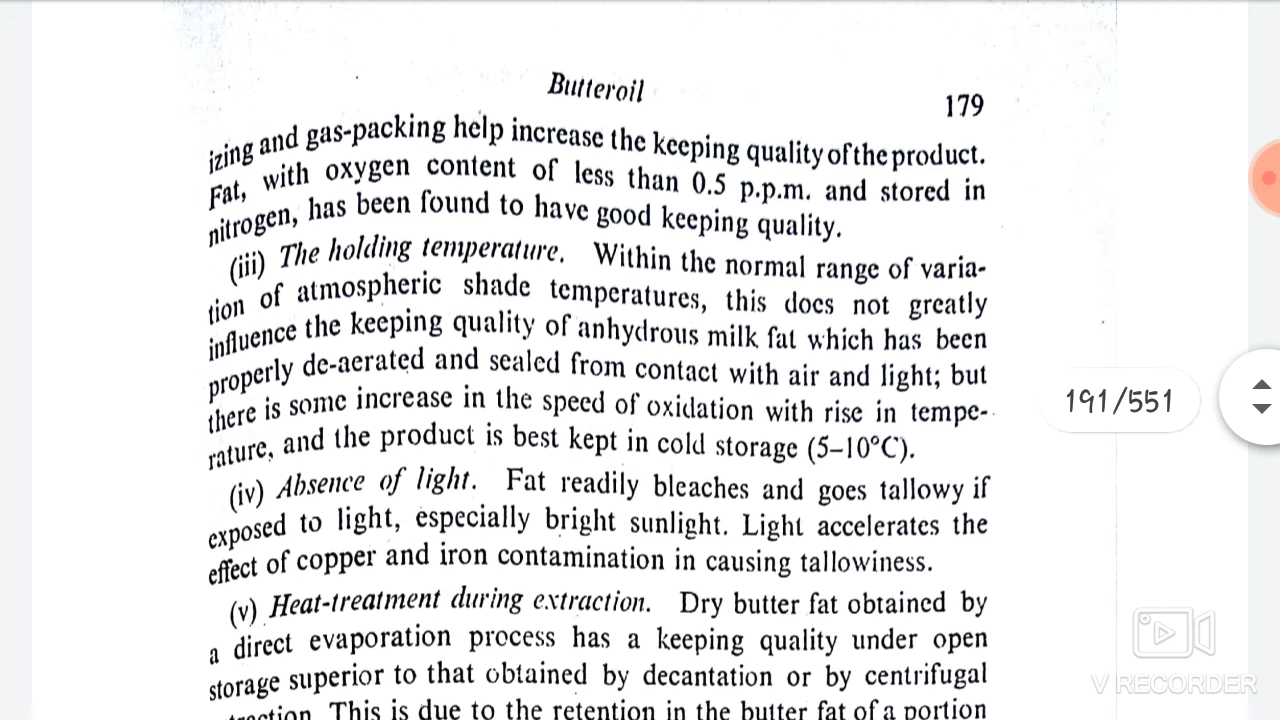 Butteroil
179
izing and gas-packing help increase the keeping quality of the product.
Fat, with oxygen content of less than 0.5 p.p.m. and stored in
nitrogen, has been found to have good keeping quality.
(iii) The holding temperature. Within the normal range of varia-
tion of atmospheric shade temperatures, this does not greatly
influence the keeping quality of anhydrous milk fat which has been
properly de-aerated and sealed from contact with air and light; but
there is some increase in the speed of oxidation with rise in tempe-
rature, and the product is best kept in cold storage (5–10°C).
191/551
(iv) Absence of light. Fat readily bleaches and goes tallowy if
exposed to light, especially bright sunlight. Light accelerates the
effect of copper and iron contamination in causing tallowiness.
(v) Heat-treatment during extraction. Dry butter fat obtained by
a direct evaporation process has a keeping quality under open
storage superior to that obtained by decantation or by centrifugal
This is due to the retention in the butter fat of a portion
V RECORDER